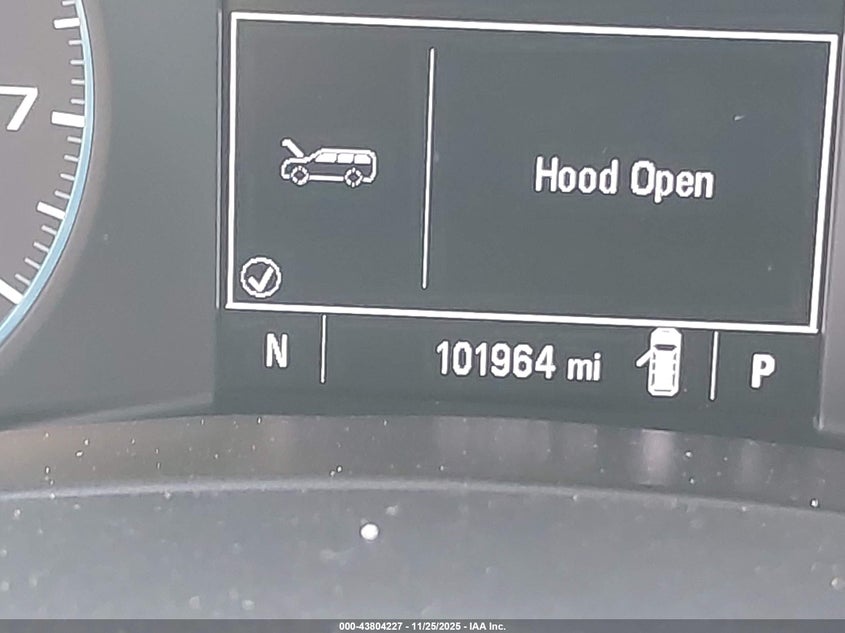 7
Hood Open
N
101964 mi
P
000-43804227 - 11/25/2025 - IAA Inc.